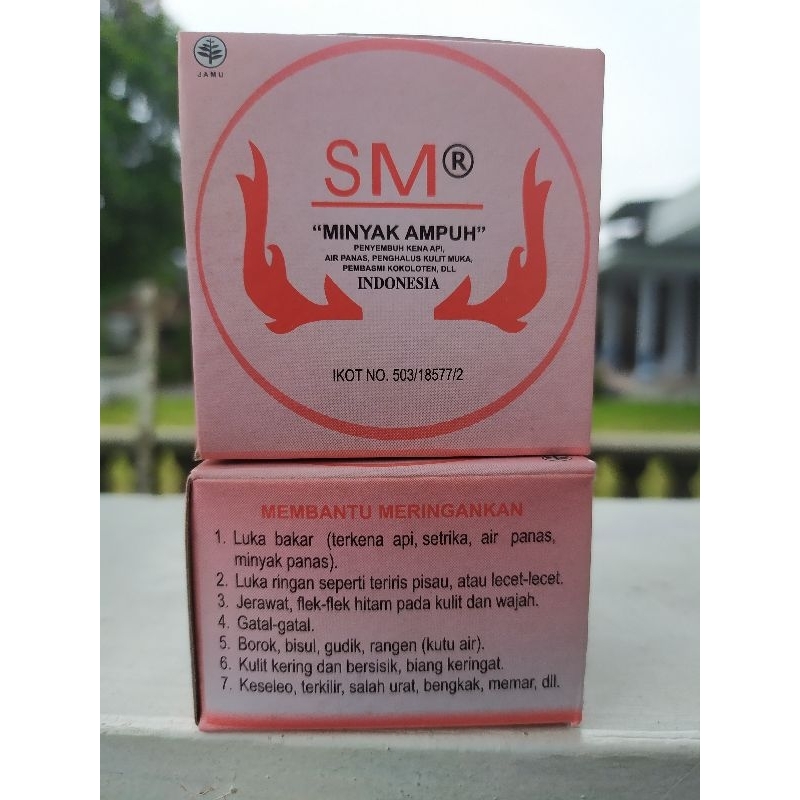 JAMU
SM®
“MINYAK AMPUH”
PENYEMBUH KENA API,
AIR PANAS, PENGHALUS KULIT MUKA,
PEMBASMI KOKOLOTEN, DLL
INDONESIA
IKOT NO. 503/18577/2
MEMBANTU MERINGANKAN
1. Luka bakar (terkena api, setrika, air panas,
minyak panas).
2. Luka ringan seperti teriris pisau, atau lecet-lecet.
3. Jerawat, flek-flek hitam pada kulit dan wajah.
4. Gatal-gatal.
5. Borok, bisul, gudik, rangen (kutu air).
6. Kulit kering dan bersisik, biang keringat.
7. Keseleo, terkilir, salah urat, bengkak, memar, dll.